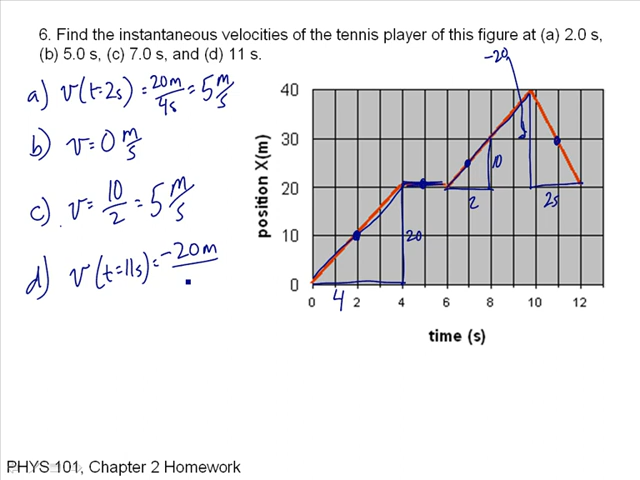 6. Find the instantaneous velocities of the tennis player of this figure at (a) 2.0 s,
(b) 5.0 s, (c) 7.0 s, and (d) 11 s.
a) v(t=2s) = 20m/4s = 5 m/s
b) v = 0 m/s
c) v = 10/2 = 5 m/s
d) v(t=11s) = -20m
-20
40
30
20
10
0
position X(m)
10
2
2s
20
4
0 2 4 6 8 10 12
time (s)
PHYS 101, Chapter 2 Homework